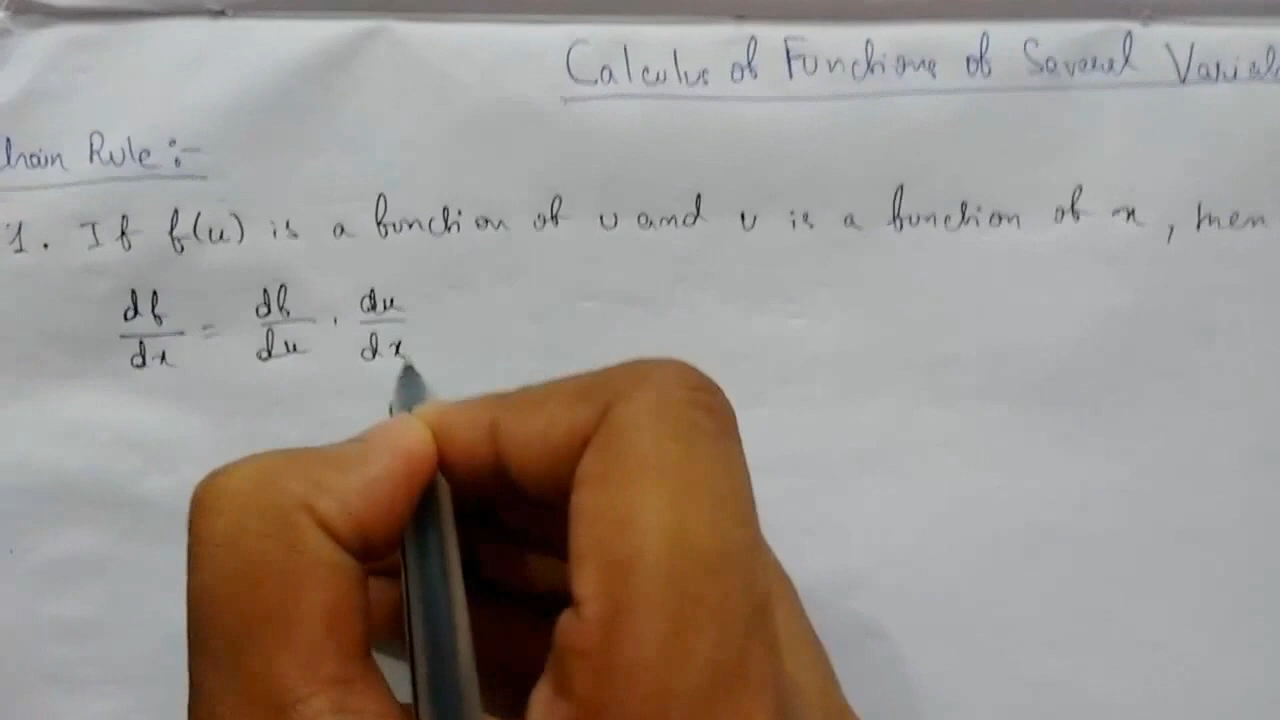 Calculus of Functions of Several Variab
hain Rule :-
1. If f(u) is a function of u and u is a function of x, then
df/dx = df/du . du/dx